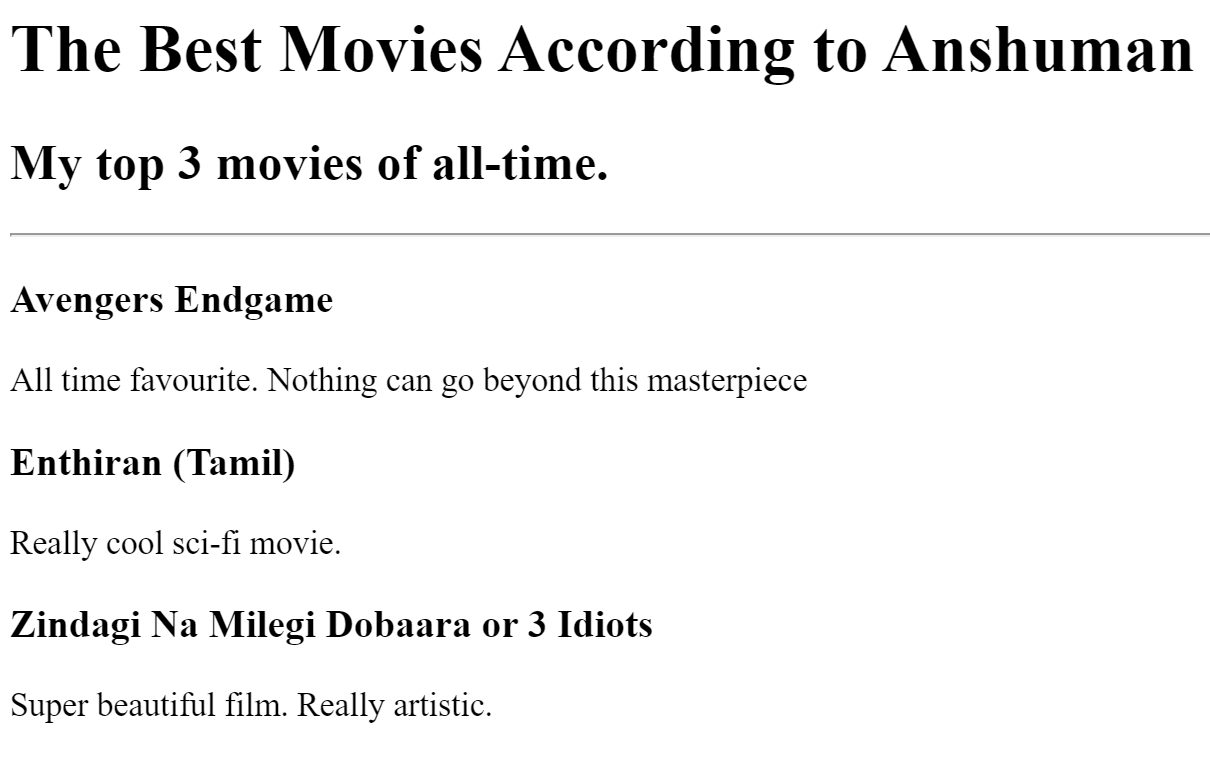 The Best Movies According to Anshuman
My top 3 movies of all-time.
Avengers Endgame
All time favourite. Nothing can go beyond this masterpiece
Enthiran (Tamil)
Really cool sci-fi movie.
Zindagi Na Milegi Dobaara or 3 Idiots
Super beautiful film. Really artistic.